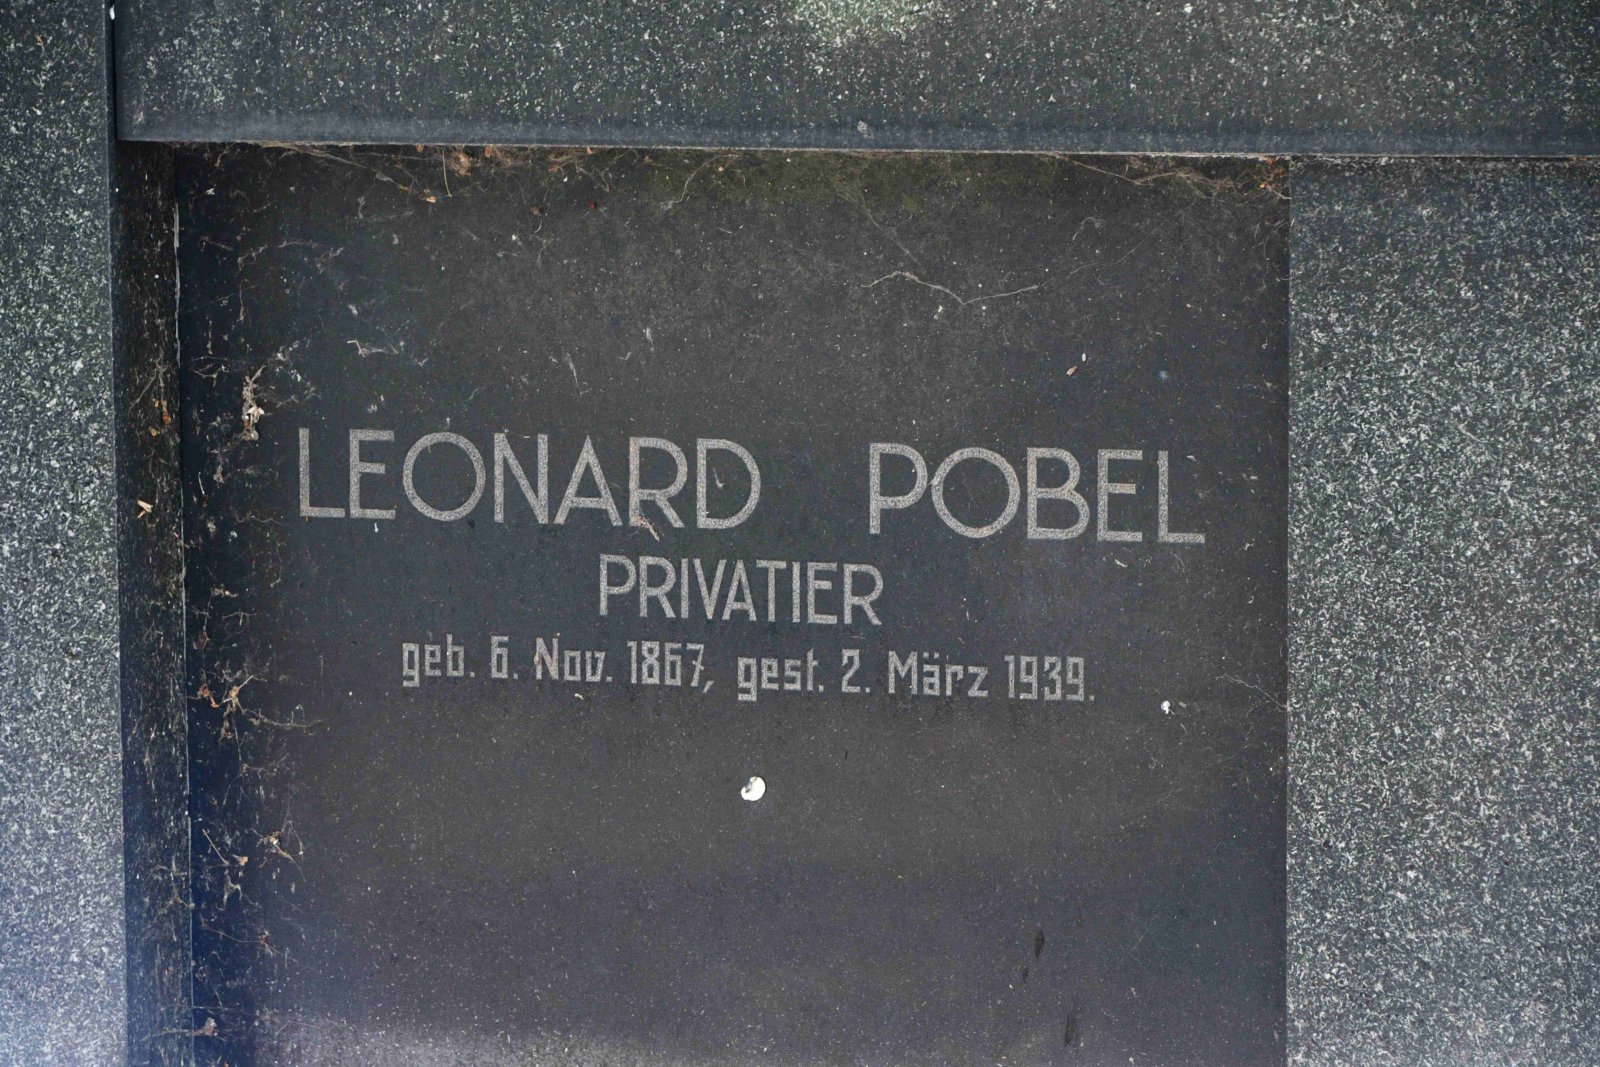 LEONARD POBEL
PRIVATIER
geb. 6. Nov. 1867, gest. 2. März 1939.